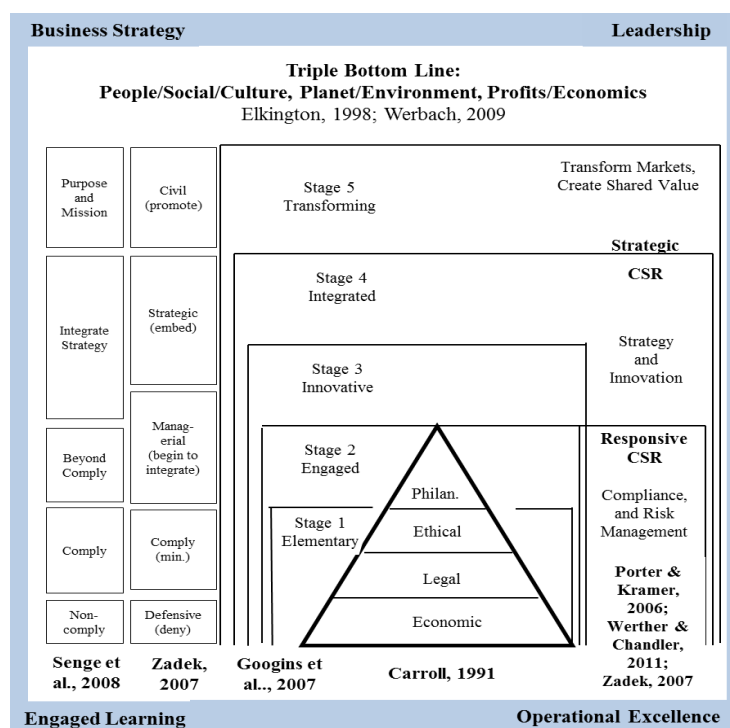 Business Strategy
Leadership
Triple Bottom Line:
People/Social/Culture, Planet/Environment, Profits/Economics
Elkington, 1998; Werbach, 2009
Purpose
and
Mission
Civil
(promote)
Stage 5
Transforming
Transform Markets,
Create Shared Value
Strategic
CSR
Integrate
Strategy
Strategic
(embed)
Stage 4
Integrated
Strategy
and
Innovation
Stage 3
Innovative
Beyond
Comply
Manag-
erial
(begin to
integrate)
Stage 2
Engaged
Responsive
CSR
Compliance,
and Risk
Management
Comply
Comply
(min.)
Stage 1
Elementary
Philan.
Ethical
Legal
Economic
Non-
comply
Defensive
(deny)
Porter &
Kramer,
2006;
Werther &
Chandler,
2011;
Zadek, 2007
Senge et
al., 2008
Zadek,
2007
Googins et
al.., 2007
Carroll, 1991
Engaged Learning
Operational Excellence